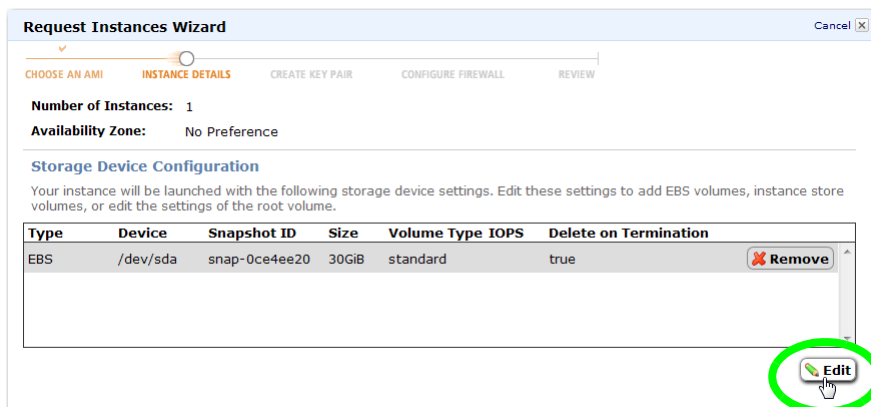 Request Instances Wizard
Cancel
CHOOSE AN AMI INSTANCE DETAILS CREATE KEY PAIR CONFIGURE FIREWALL REVIEW
Number of Instances: 1
Availability Zone: No Preference
Storage Device Configuration
Your instance will be launched with the following storage device settings. Edit these settings to add EBS volumes, instance store
volumes, or edit the settings of the root volume.
Type Device Snapshot ID Size Volume Type IOPS Delete on Termination
EBS /dev/sda snap-0ce4ee20 30GiB standard true Remove
Edit